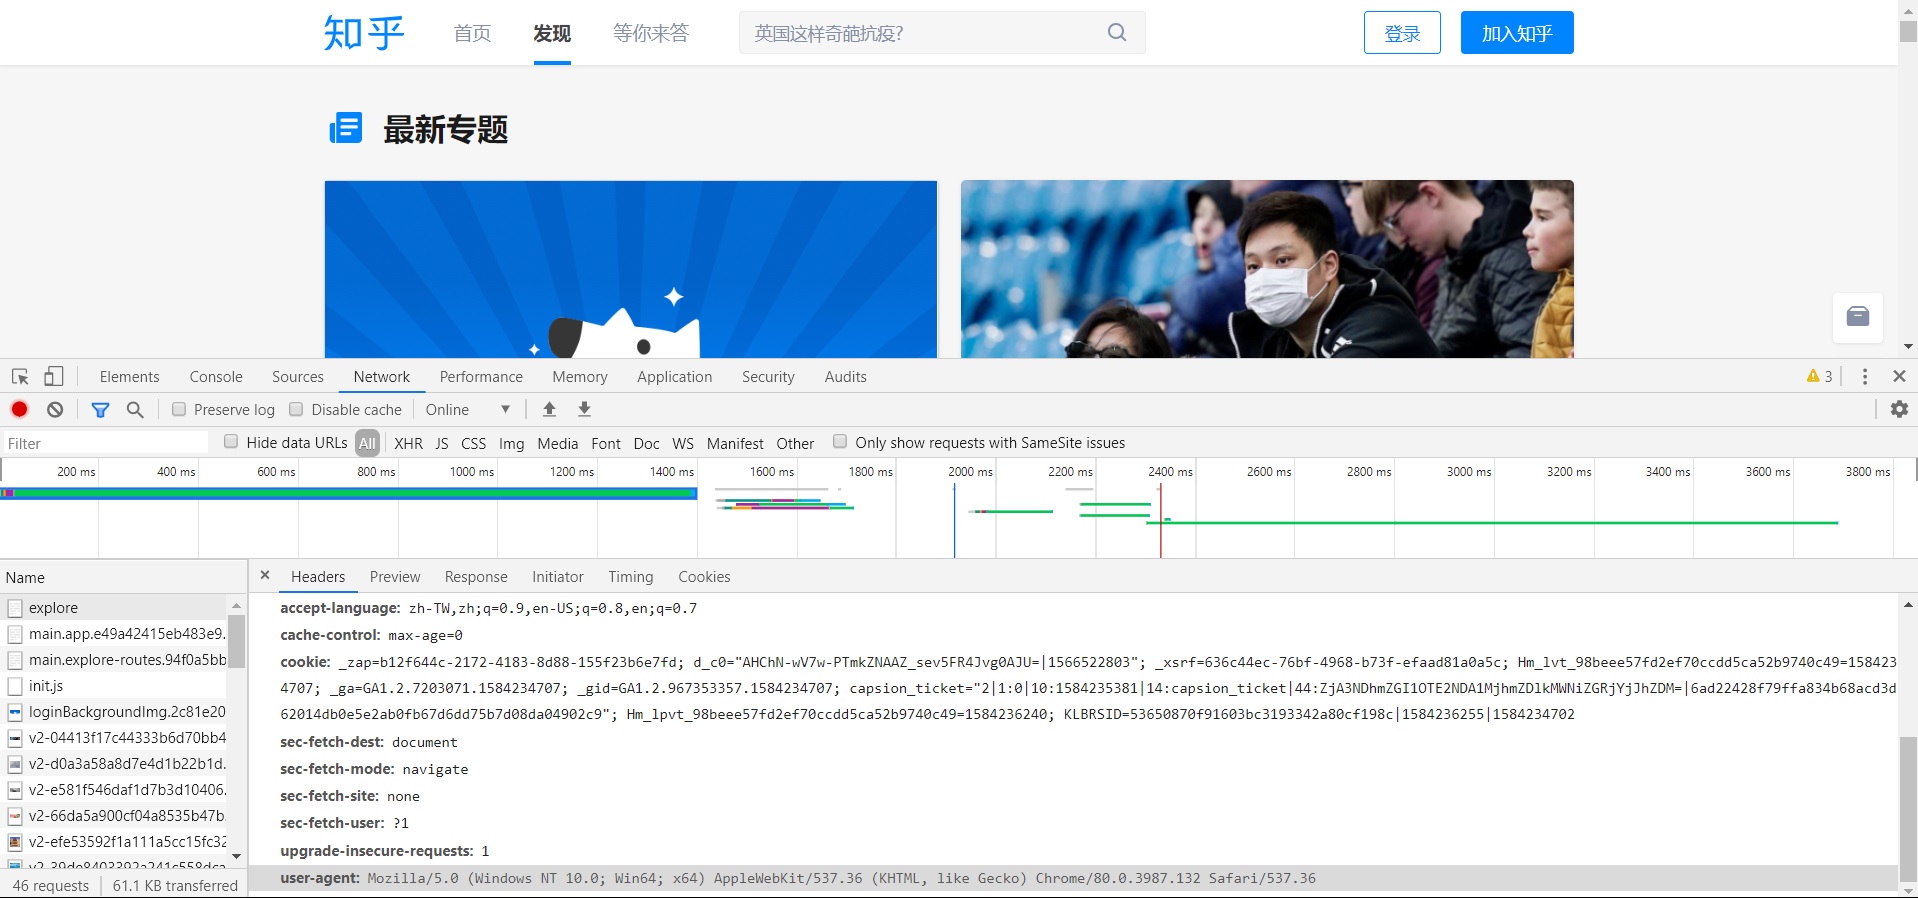 知乎 首页 发现 等你来答 英国这样奇葩抗疫? 登录 加入知乎
最新专题
Elements Console Sources Network Performance Memory Application Security Audits 3
Preserve log Disable cache Online
Filter Hide data URLs All XHR JS CSS Img Media Font Doc WS Manifest Other Only show requests with SameSite issues
200 ms 400 ms 600 ms 800 ms 1000 ms 1200 ms 1400 ms 1600 ms 1800 ms 2000 ms 2200 ms 2400 ms 2600 ms 2800 ms 3000 ms 3200 ms 3400 ms 3600 ms 3800 ms
Name
explore
main.app.e49a42415eb483e9.
main.explore-routes.94f0a5bb
init.js
loginBackgroundImg.2c81e20
v2-04413f17c44333b6d70bb4
v2-d0a3a58a8d7e4d1b22b1d.
v2-e581f546daf1d7b3d10406.
v2-66da5a900cf04a8535b47b.
v2-efe53592f1a111a5cc15fc32
v2-39de8403392a241c558dca
46 requests 61.1 KB transferred
Headers Preview Response Initiator Timing Cookies
accept-language: zh-TW,zh;q=0.9,en-US;q=0.8,en;q=0.7
cache-control: max-age=0
cookie: _zap=b12f644c-2172-4183-8d88-155f23b6e7fd; d_c0="AHChN-wV7w-PTmkZNAAZ_sev5FR4Jvg0AJU=|1566522803"; _xsrf=636c44ec-76bf-4968-b73f-efaad81a0a5c; Hm_lvt_98beee57fd2ef70ccdd5ca52b9740c49=158423
4707; _ga=GA1.2.7203071.1584234707; _gid=GA1.2.967353357.1584234707; capsion_ticket="2|1:0|10:1584235381|14:capsion_ticket|44:ZjA3NDhmZGI1OTE2NDA1MjhmZDlkMWNiZGRjYjJhZDM=|6ad22428f79ffa834b68acd3d
62014db0e5e2ab0fb67d6dd75b7d08da04902c9"; Hm_lpvt_98beee57fd2ef70ccdd5ca52b9740c49=1584236240; KLBRSID=53650870f91603bc3193342a80cf198c|1584236255|1584234702
sec-fetch-dest: document
sec-fetch-mode: navigate
sec-fetch-site: none
sec-fetch-user: ?1
upgrade-insecure-requests: 1
user-agent: Mozilla/5.0 (Windows NT 10.0; Win64; x64) AppleWebKit/537.36 (KHTML, like Gecko) Chrome/80.0.3987.132 Safari/537.36